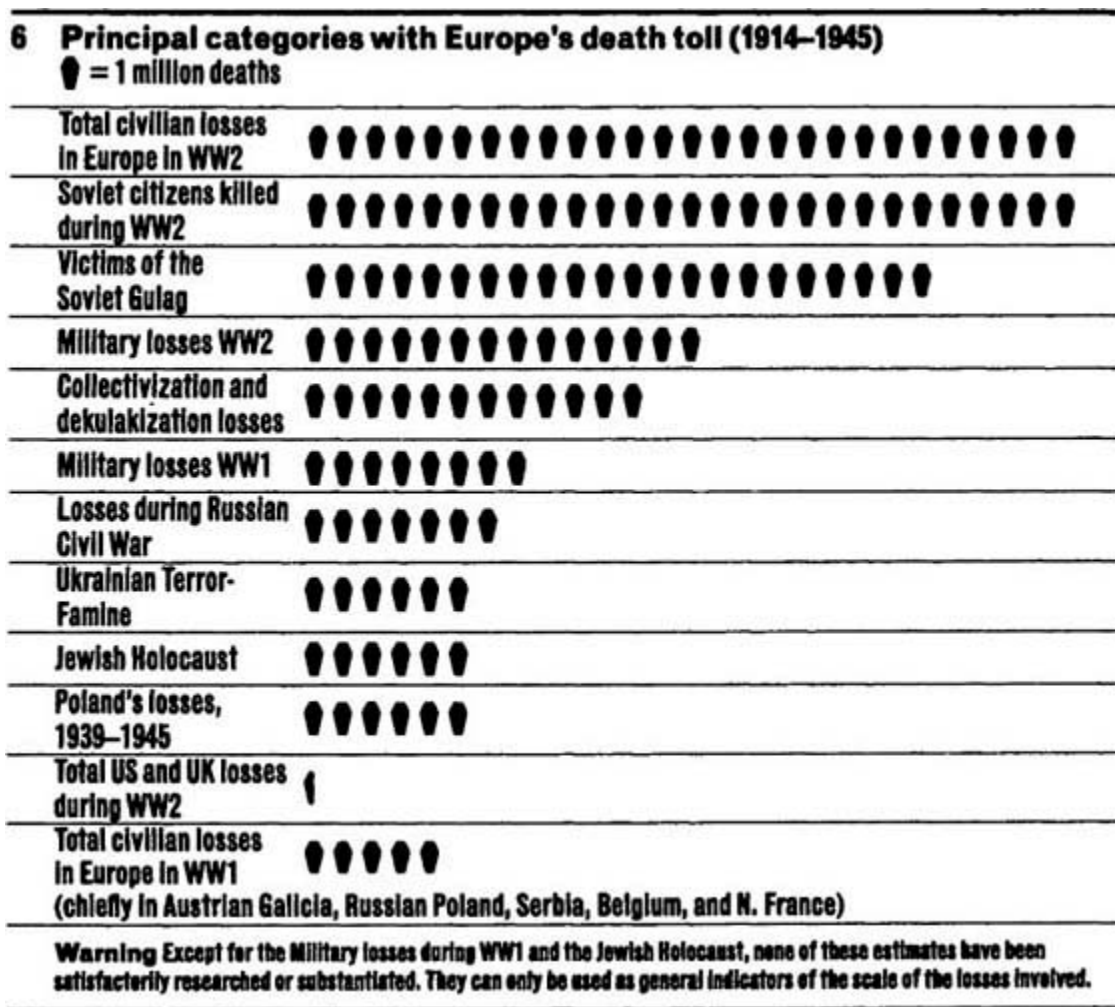 6 Principal categories with Europe's death toll (1914–1945)
= 1 million deaths
Total civilian losses
in Europe in WW2
Soviet citizens killed
during WW2
Victims of the
Soviet Gulag
Military losses WW2
Collectivization and
dekulakization losses
Military losses WW1
Losses during Russian
Civil War
Ukrainian Terror-
Famine
Jewish Holocaust
Poland's losses,
1939–1945
Total US and UK losses
during WW2
Total civilian losses
in Europe in WW1
(chiefly in Austrian Galicia, Russian Poland, Serbia, Belgium, and N. France)
Warning Except for the Military losses during WW1 and the Jewish Holocaust, none of these estimates have been
satisfactorily researched or substantiated. They can only be used as general indicators of the scale of the losses involved.